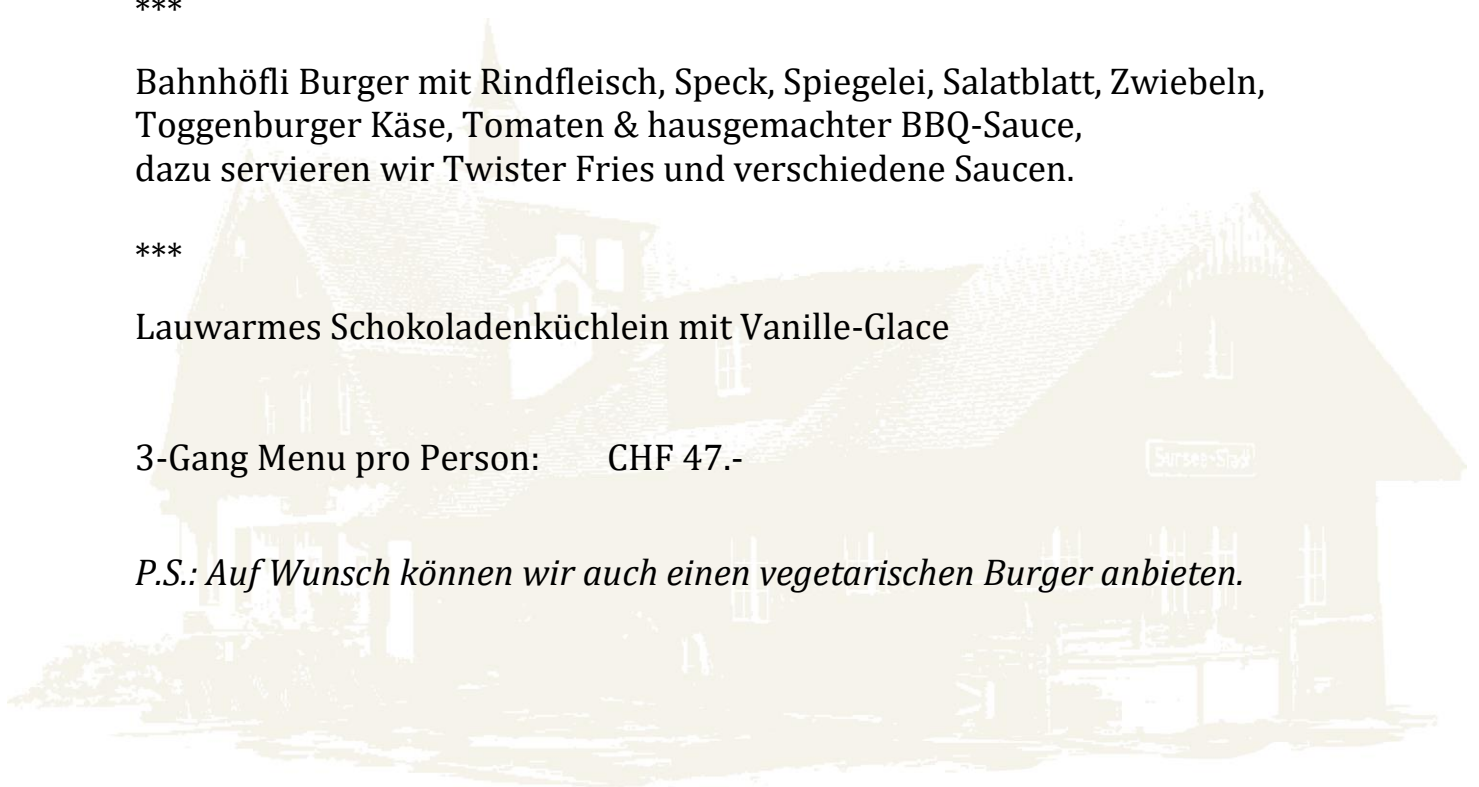 ***
Bahnhöfli Burger mit Rindfleisch, Speck, Spiegelei, Salatblatt, Zwiebeln,
Toggenburger Käse, Tomaten & hausgemachter BBQ-Sauce,
dazu servieren wir Twister Fries und verschiedene Saucen.
***
Lauwarmes Schokoladenküchlein mit Vanille-Glace
3-Gang Menu pro Person: CHF 47.-
Sursee-Stadt
P.S.: Auf Wunsch können wir auch einen vegetarischen Burger anbieten.